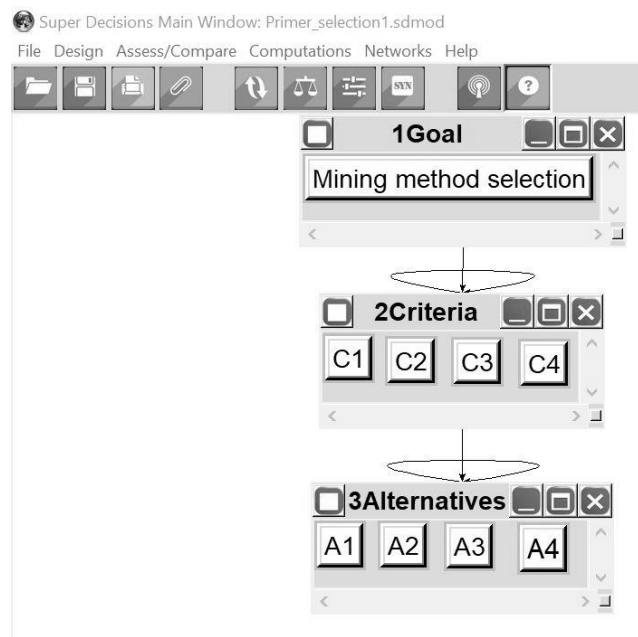 Super Decisions Main Window: Primer_selection1.sdmod
File Design Assess/Compare Computations Networks Help
SYN ?
1Goal
Mining method selection
2Criteria
C1 C2 C3 C4
3Alternatives
A1 A2 A3 A4